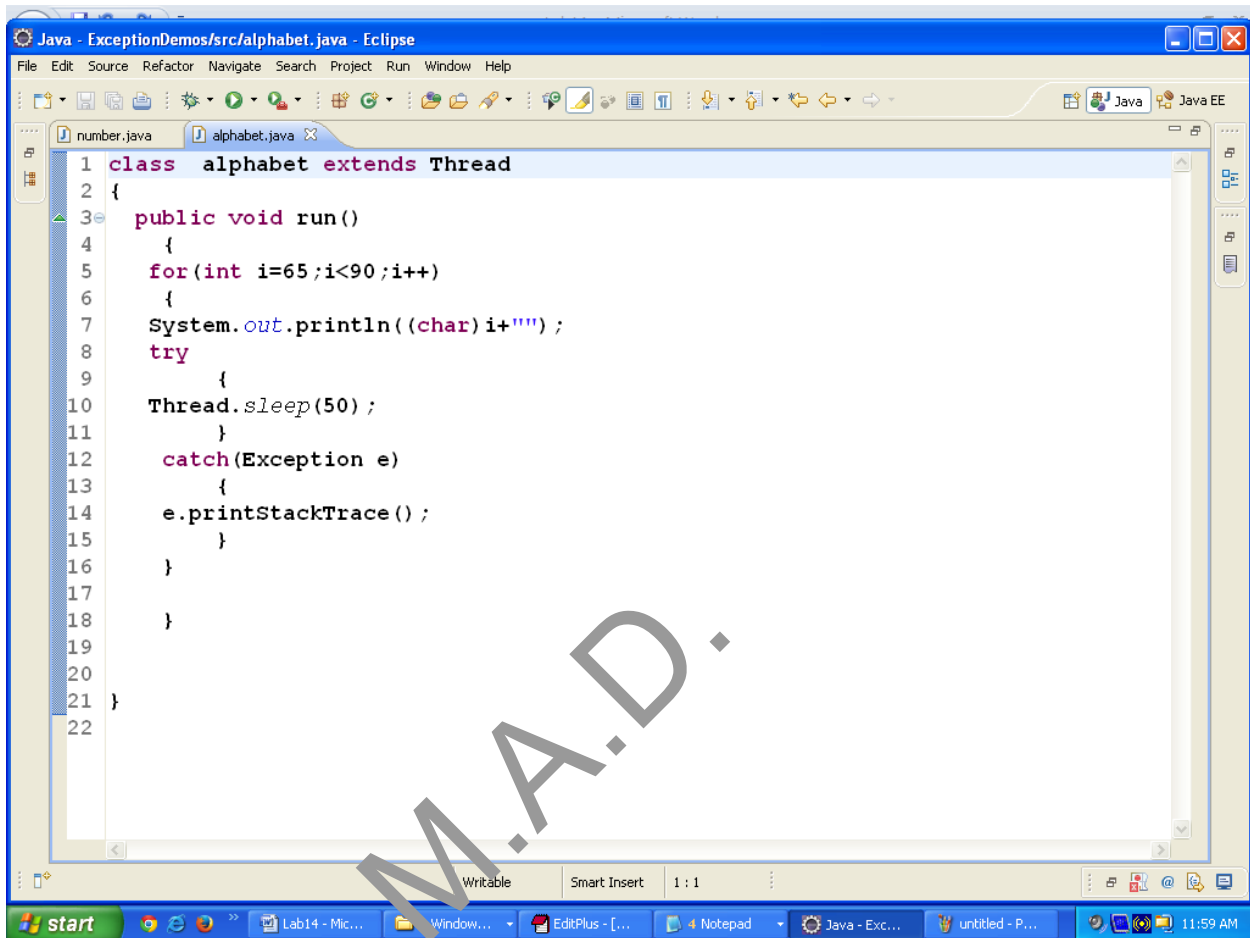 Java - ExceptionDemos/src/alphabet.java - Eclipse
File Edit Source Refactor Navigate Search Project Run Window Help
Java Java EE
number.java alphabet.java
1 class  alphabet extends Thread
2 {
3 public void run()
4 {
5 for(int i=65;i<90;i++)
6 {
7 System.out.println((char)i+"");
8 try
9 {
10 Thread.sleep(50);
11 }
12 catch(Exception e)
13 {
14 e.printStackTrace();
15 }
16 }
17
18 }
19
20
21 }
22
M.A.D.
Writable Smart Insert 1 : 1
start Lab14 - Mic... Window... EditPlus - [... 4 Notepad Java - Exc... untitled - P... 11:59 AM